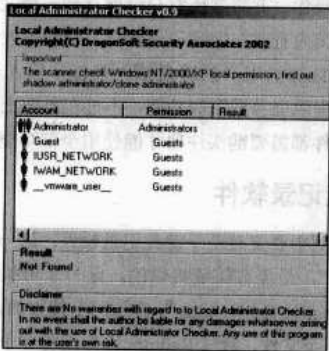 Local Administrator Checker v0.9
Local Administrator Checker
Copyright(C) DragonSoft Security Associates 2002
Important
The scanner check Windows NT/2000/XP local permission, find out
shadow administrator/clone administrator
Account Permission Result
Administrator Administrators
Guest Guests
IUSR_NETWORK Guests
IWAM_NETWORK Guests
__vmware_user__ Guests
Result
Not Found
Disclaimer
There are No warranties with regard to to Local Administrator Checker.
In no event shall the author be liable for any damages whatsoever arising
out with the use of Local Administrator Checker. Any use of this program
is at the user's own risk.
记录软件